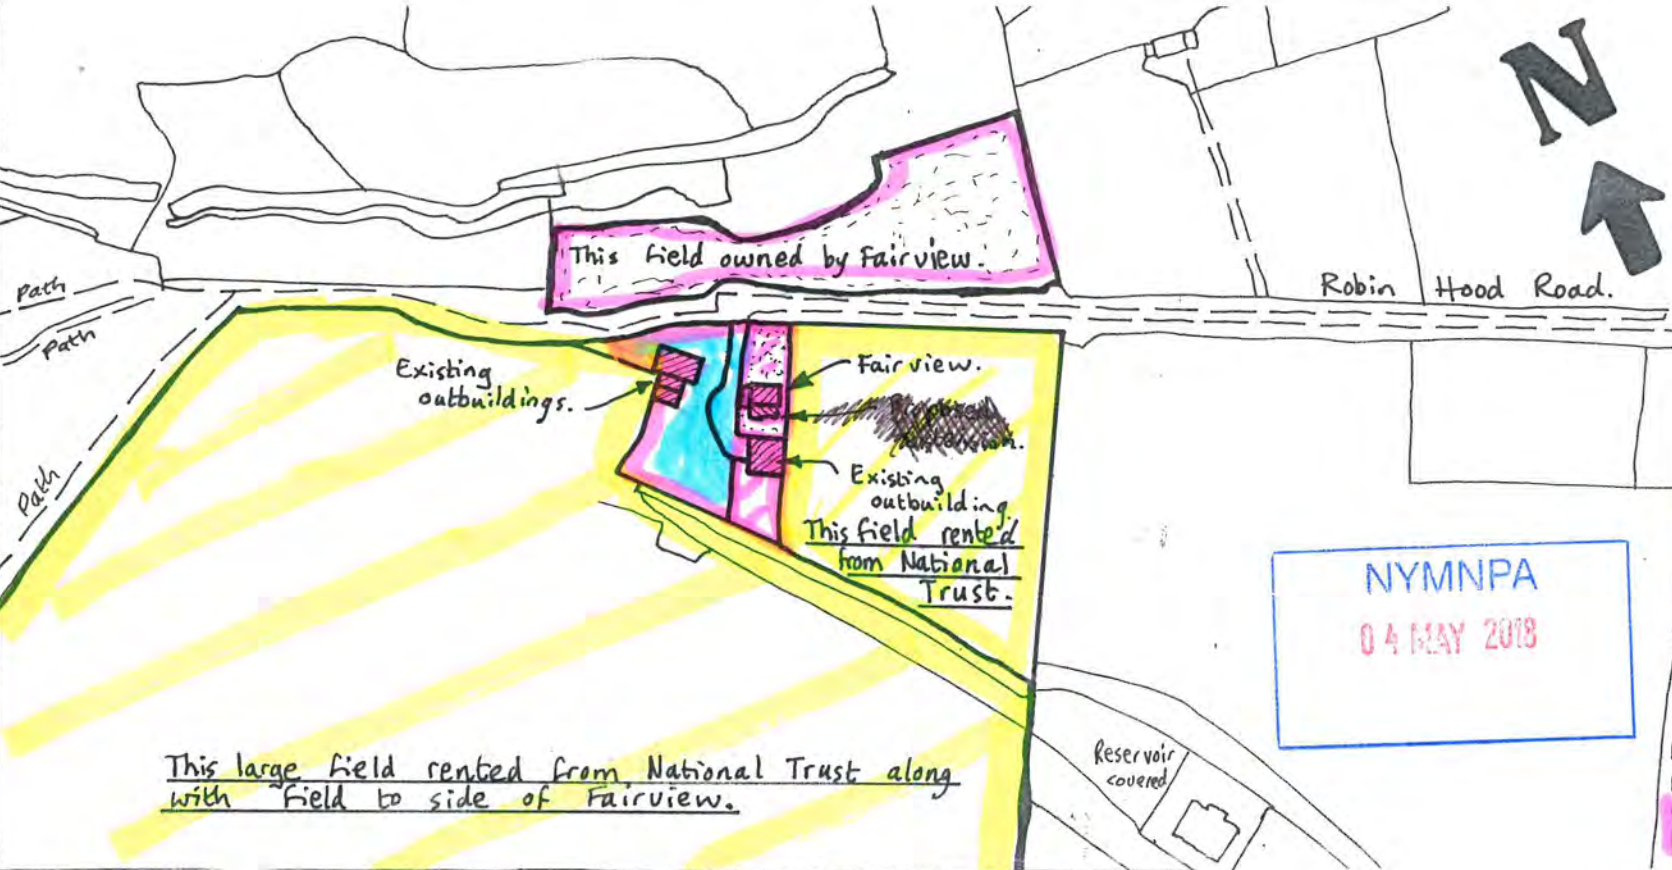 N
This field owned by Fairview.
Robin Hood Road.
Path
Path
Path
Existing
outbuildings.
Fairview.
Existing
outbuilding.
This field rented
from National
Trust.
NYMNPA
04 MAY 2018
This large field rented from National Trust along
with field to side of Fairview.
Reservoir
covered